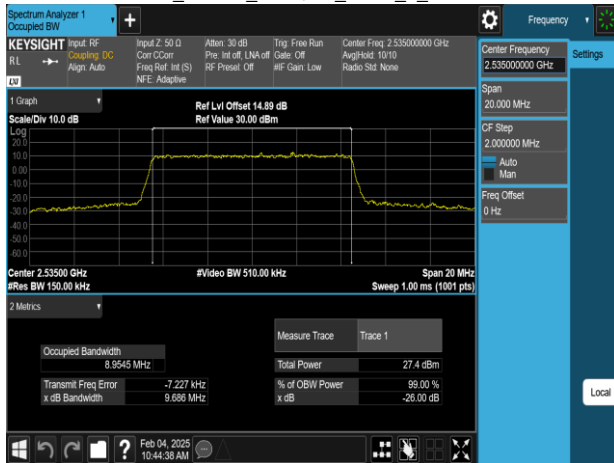 Spectrum Analyzer 1
Occupied BW
+
Frequency
KEYSIGHT
RL
LXI
Input: RF
Coupling: DC
Align: Auto
Input Z: 50 Ω
Corr CCorr
Freq Ref: Int (S)
NFE: Adaptive
Atten: 30 dB
Pre: Int off, LNA off
RF Preset: Off
Trig: Free Run
Gate: Off
#IF Gain: Low
Center Freq: 2.535000000 GHz
Avg|Hold: 10/10
Radio Std: None
Center Frequency
2.535000000 GHz
Settings
Span
20.000 MHz
CF Step
2.000000 MHz
Auto
Man
Freq Offset
0 Hz
1 Graph
Scale/Div 10.0 dB
Ref Lvl Offset 14.89 dB
Ref Value 30.00 dBm
Log
20.0
10.0
0.00
-10.0
-20.0
-30.0
-40.0
-50.0
-60.0
Center 2.53500 GHz
#Video BW 510.00 kHz
Span 20 MHz
#Res BW 150.00 kHz
Sweep 1.00 ms (1001 pts)
2 Metrics
Measure Trace
Trace 1
Occupied Bandwidth
8.9545 MHz
Total Power
27.4 dBm
Transmit Freq Error
-7.227 kHz
% of OBW Power
99.00 %
x dB Bandwidth
9.686 MHz
x dB
-26.00 dB
Local
?
Feb 04, 2025
10:44:38 AM